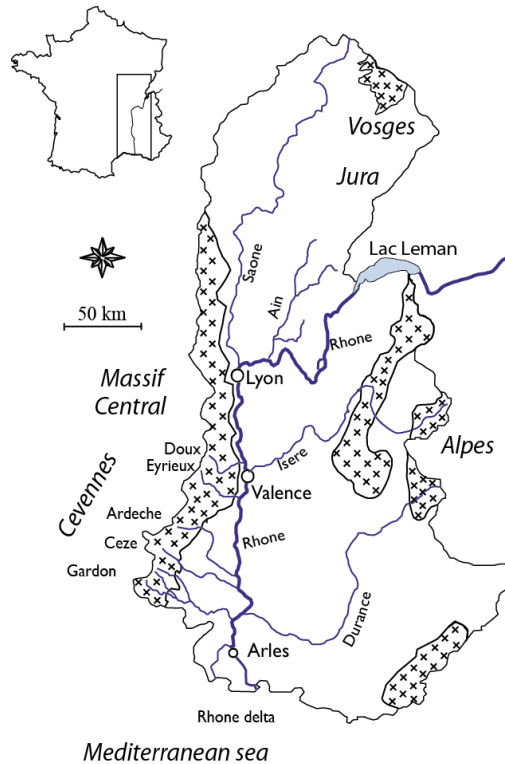 Vosges
Jura
Lac Leman
Saone
Ain
50 km
Rhone
Lyon
Massif
Central
Doux
Eyrieux
Isere
Alpes
Valence
Cevennes
Ardeche
Rhone
Ceze
Gardon
Durance
Arles
Rhone delta
Mediterranean sea